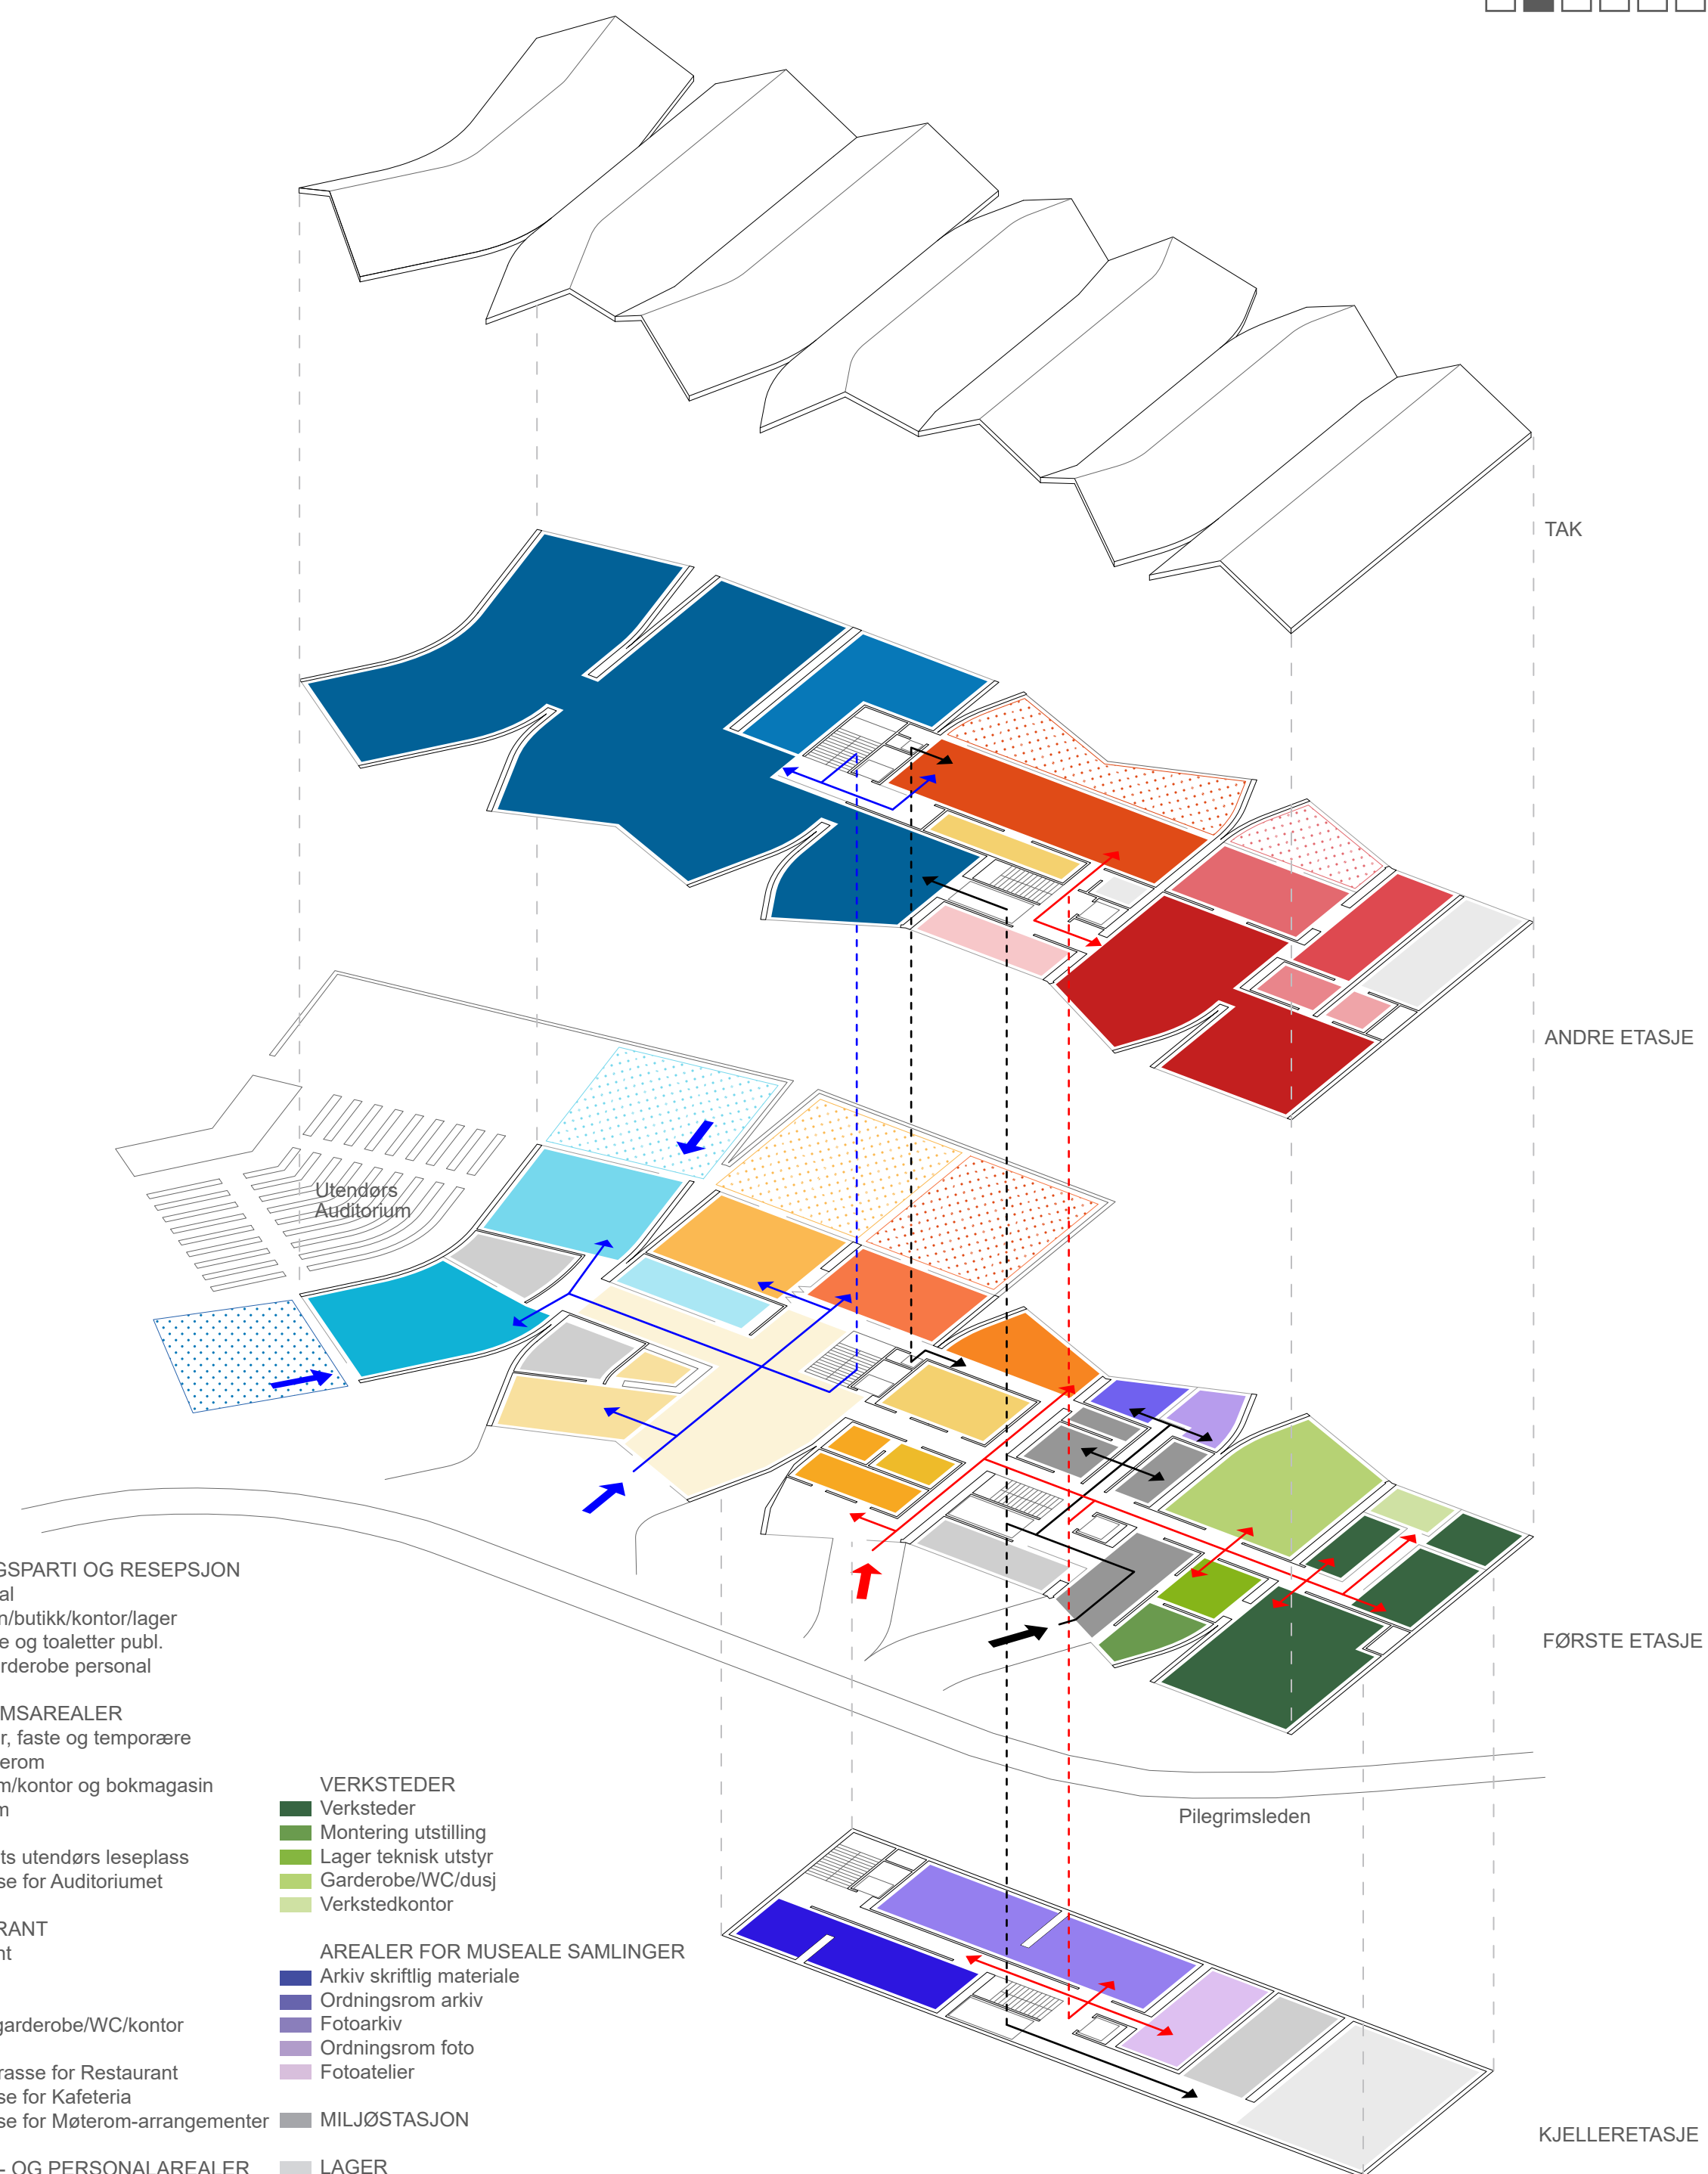 TAK
ANDRE ETASJE
Utendørs
Auditorium
FØRSTE ETASJE
Pilegrimsleden
KJELLERETASJE
GSPARTI OG RESEPSJON
al
n/butikk/kontor/lager
e og toaletter publ.
rderobe personal
MSAREALER
r, faste og temporære
erom
m/kontor og bokmagasin
m
ts utendørs leseplass
se for Auditoriumet
RANT
nt
garderobe/WC/kontor
rasse for Restaurant
se for Kafeteria
se for Møterom-arrangementer
- OG PERSONALAREALER
VERKSTEDER
Verksteder
Montering utstilling
Lager teknisk utstyr
Garderobe/WC/dusj
Verkstedkontor
AREALER FOR MUSEALE SAMLINGER
Arkiv skriftlig materiale
Ordningsrom arkiv
Fotoarkiv
Ordningsrom foto
Fotoatelier
MILJØSTASJON
LAGER